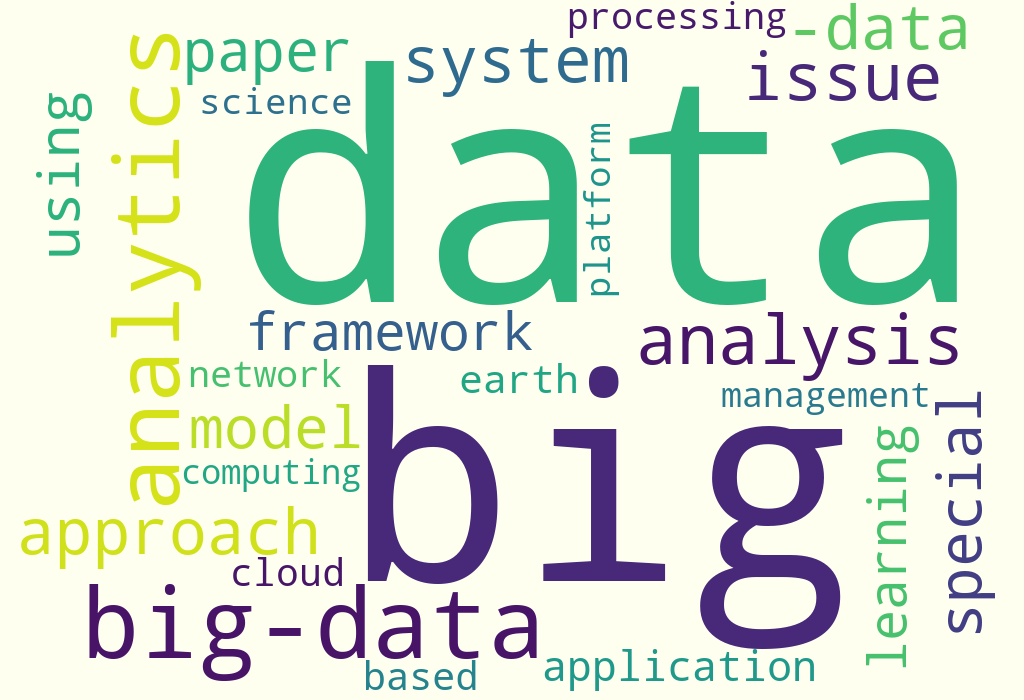 processing
-data
paper
system
issue
science
using
analytics
data
platform
framework
analysis
network
earth
big
management
model
special
learning
computing
approach
cloud
big-data
based
application